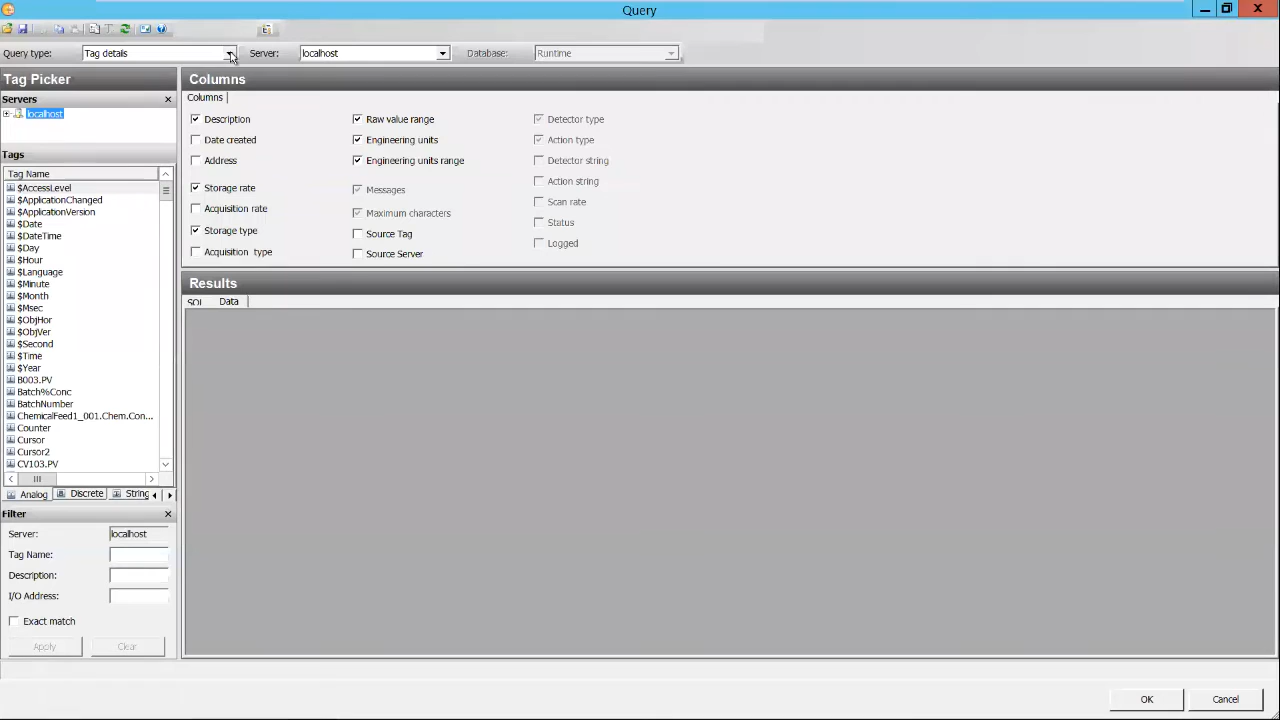 Query
Query type: Tag details Server: localhost Database: Runtime
Tag Picker
Servers
localhost
Tags
Tag Name
$AccessLevel
$ApplicationChanged
$ApplicationVersion
$Date
$DateTime
$Day
$Hour
$Language
$Minute
$Month
$Msec
$ObjHor
$ObjVer
$Second
$Time
$Year
B003.PV
Batch%Conc
BatchNumber
ChemicalFeed1_001.Chem.Con...
Counter
Cursor
Cursor2
CV103.PV
Analog Discrete String
Filter
Server: localhost
Tag Name:
Description:
I/O Address:
Exact match
Apply Clear
Columns
Columns
Description Raw value range Detector type
Date created Engineering units Action type
Address Engineering units range Detector string
Storage rate Messages Action string
Acquisition rate Maximum characters Scan rate
Storage type Source Tag Status
Acquisition type Source Server Logged
Results
SQL Data
OK Cancel